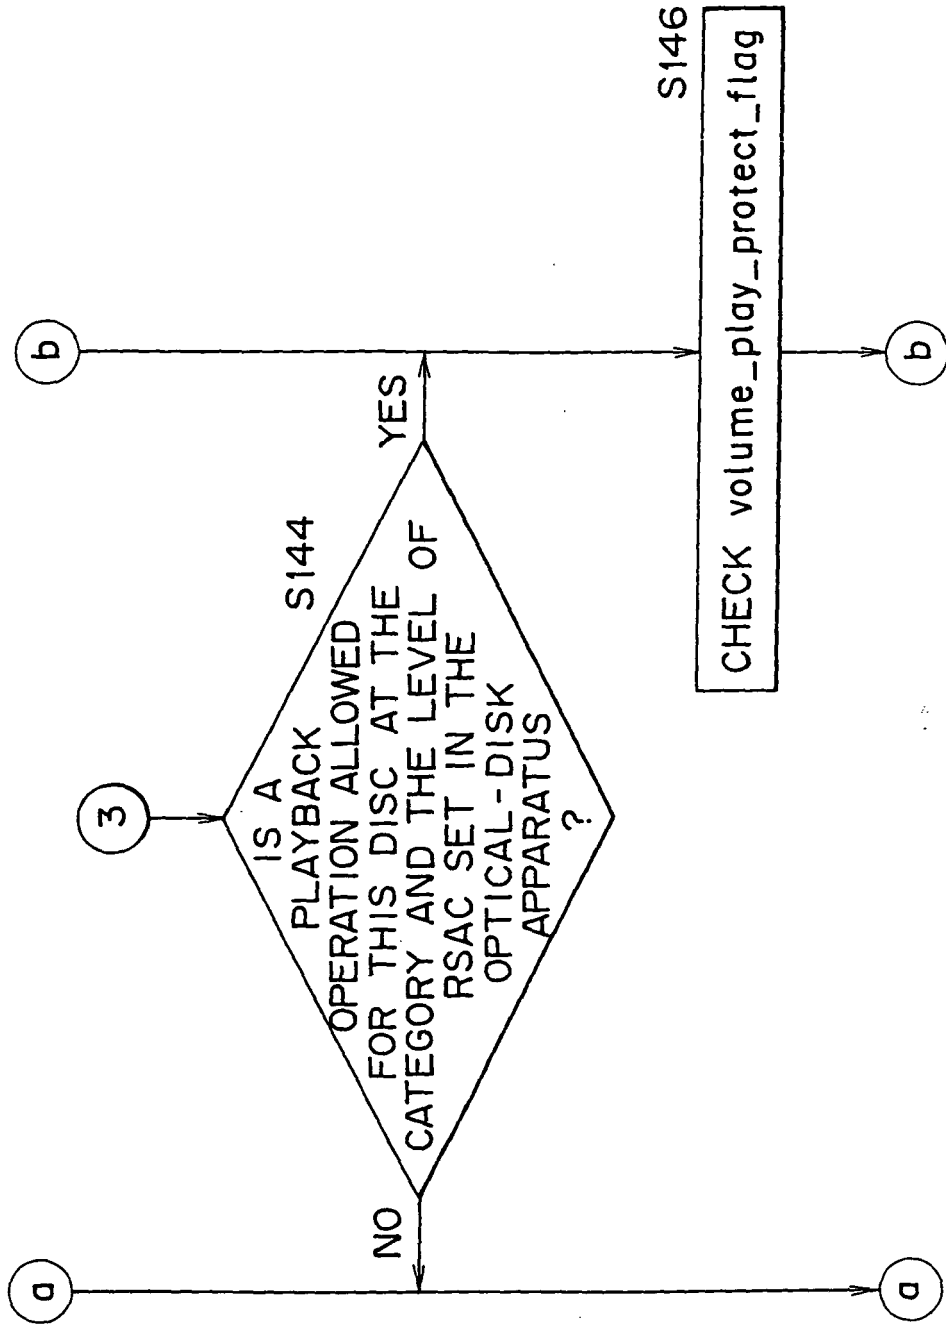 a
3
b
IS A
PLAYBACK
OPERATION ALLOWED
FOR THIS DISC AT THE
CATEGORY AND THE LEVEL OF
RSAC SET IN THE
OPTICAL-DISK
APPARATUS
?
S144
NO
YES
S146
CHECK volume_play_protect_flag
a
b